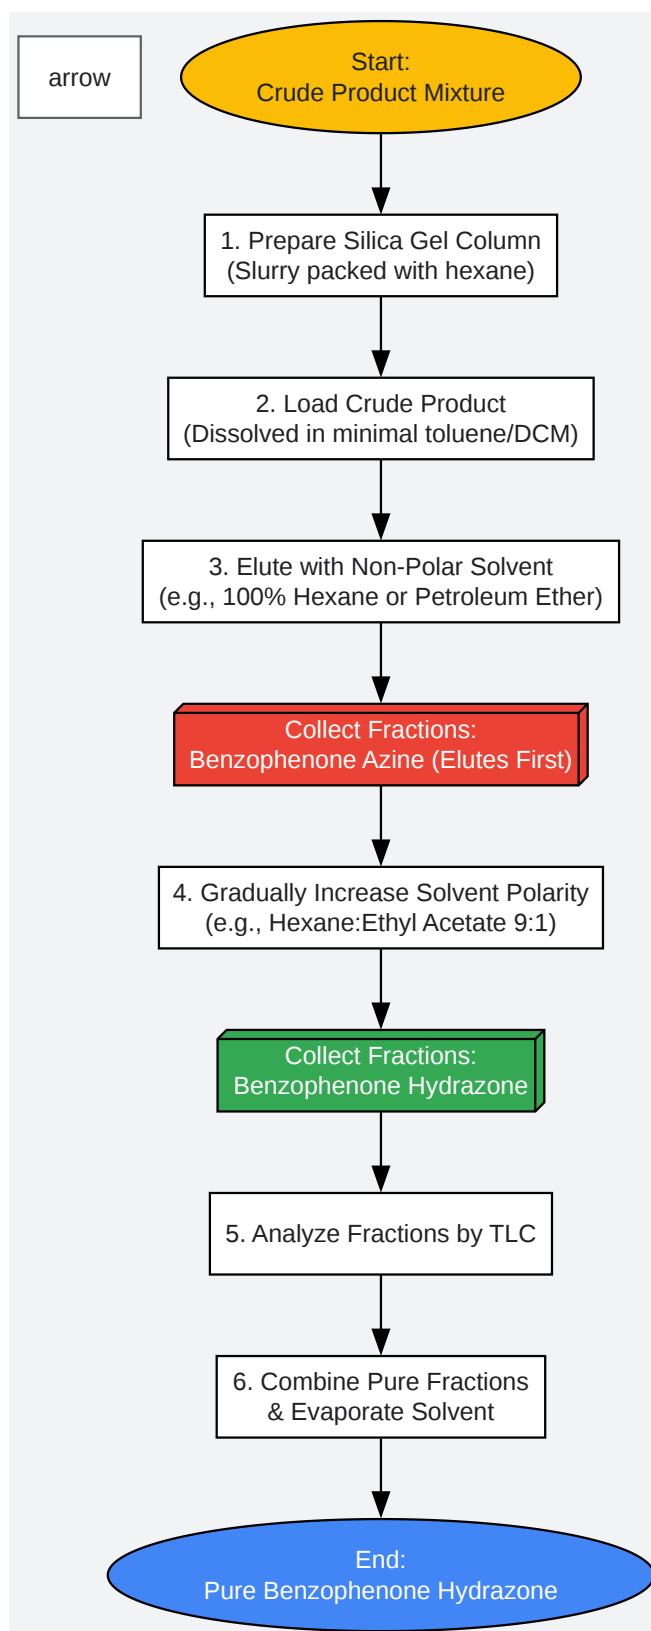 arrow
Start:
Crude Product Mixture
1. Prepare Silica Gel Column
(Slurry packed with hexane)
2. Load Crude Product
(Dissolved in minimal toluene/DCM)
3. Elute with Non-Polar Solvent
(e.g., 100% Hexane or Petroleum Ether)
Collect Fractions:
Benzophenone Azine (Elutes First)
4. Gradually Increase Solvent Polarity
(e.g., Hexane:Ethyl Acetate 9:1)
Collect Fractions:
Benzophenone Hydrazone
5. Analyze Fractions by TLC
6. Combine Pure Fractions
& Evaporate Solvent
End:
Pure Benzophenone Hydrazone